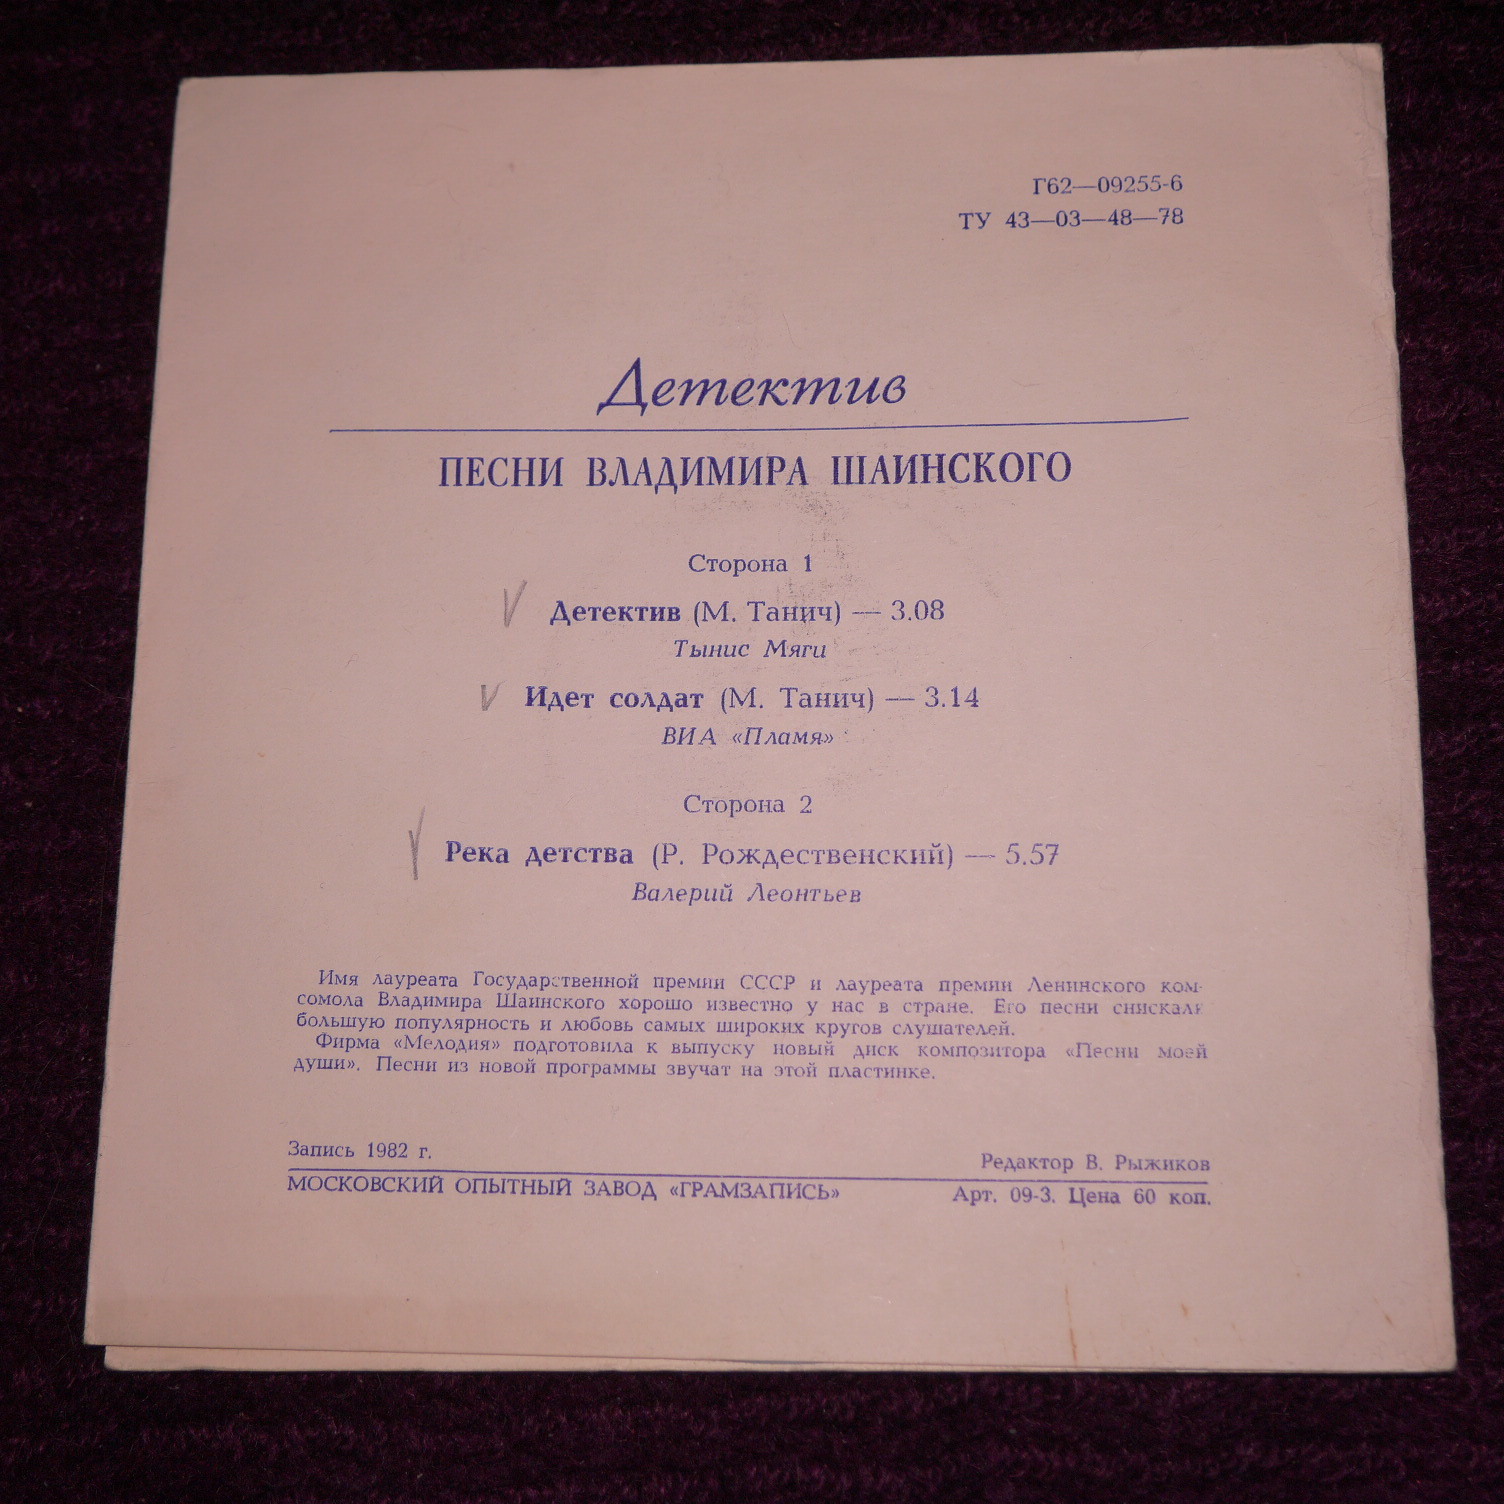 Г62—09255-6
ТУ 43—03—48—78
Детектив
ПЕСНИ ВЛАДИМИРА ШАИНСКОГО
Сторона 1
Детектив (М. Танич) — 3.08
Тынис Мяги
Идет солдат (М. Танич) — 3.14
ВИА «Пламя»
Сторона 2
Река детства (Р. Рождественский) — 5.57
Валерий Леонтьев
Имя лауреата Государственной премии СССР и лауреата премии Ленинского ком-
сомола Владимира Шаинского хорошо известно у нас в стране. Его песни снискали
большую популярность и любовь самых широких кругов слушателей.
Фирма «Мелодия» подготовила к выпуску новый диск композитора «Песни моей
души». Песни из новой программы звучат на этой пластинке.
Запись 1982 г.
Редактор В. Рыжиков
МОСКОВСКИЙ ОПЫТНЫЙ ЗАВОД «ГРАМЗАПИСЬ»
Арт. 09-3. Цена 60 коп.